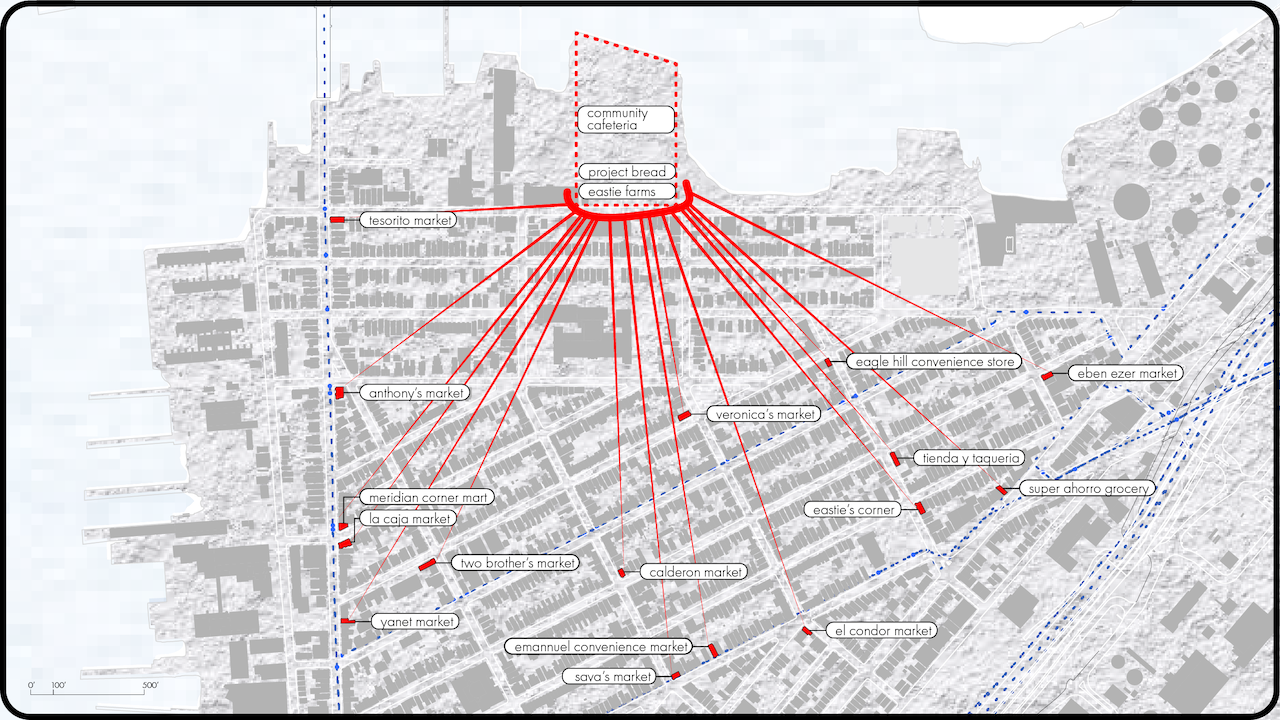 community
cafeteria
project bread
eastie farms
tesorito market
eagle hill convenience store
eben ezer market
anthony's market
veronica's market
tienda y taqueria
super ahorro grocery
meridian corner mart
eastie's corner
la caja market
two brother's market
calderon market
yanet market
el condor market
emannuel convenience market
sava's market
0' 100' 500'